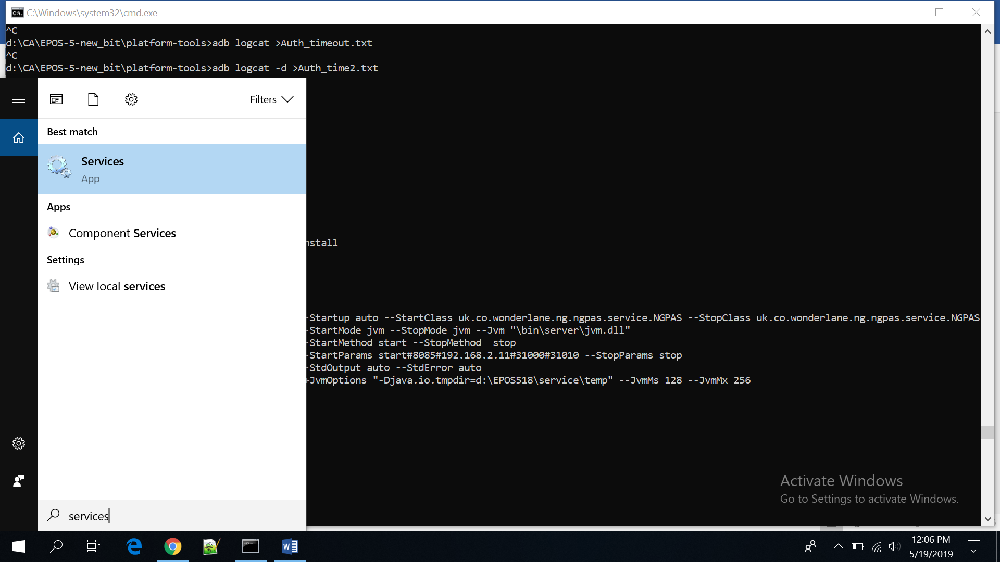 C:\Windows\system32\cmd.exe
^C
d:\CA\EPOS-5-new_bit\platform-tools>adb logcat >Auth_timeout.txt
^C
d:\CA\EPOS-5-new_bit\platform-tools>adb logcat -d >Auth_time2.txt
Filters
Best match
Services
App
Apps
Component Services
Settings
View local services
services
nstall
-Startup auto --StartClass uk.co.wonderlane.ng.ngpas.service.NGPAS --StopClass uk.co.wonderlane.ng.ngpas.service.NGPAS
-StartMode jvm --StopMode jvm --Jvm "\bin\server\jvm.dll"
-StartMethod start --StopMethod  stop
-StartParams start#8085#192.168.2.11#31000#31010 --StopParams stop
-StdOutput auto --StdError auto
+JvmOptions "-Djava.io.tmpdir=d:\EPOS518\service\temp" --JvmMs 128 --JvmMx 256
Activate Windows
Go to Settings to activate Windows.
12:06 PM
5/19/2019